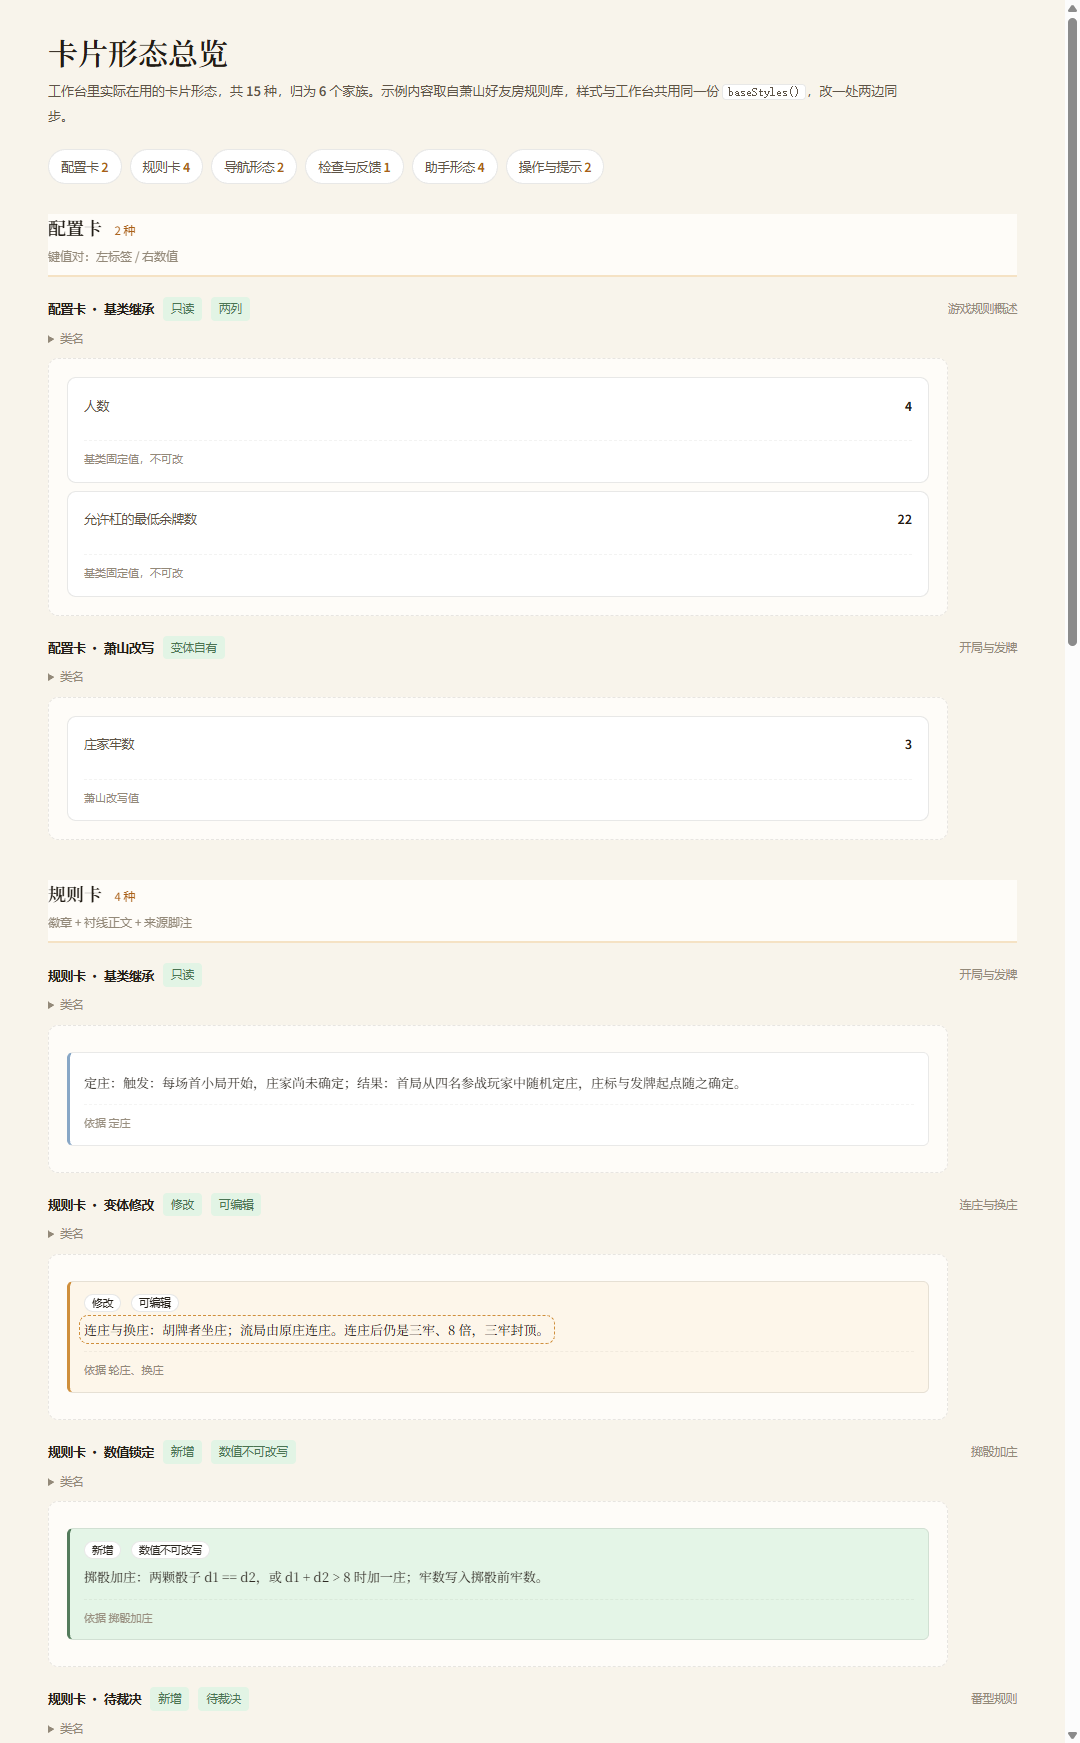 卡片形态总览
工作台里实际在用的卡片形态，共 15 种，归为 6 个家族。示例内容取自萧山好友房规则库，样式与工作台共用同一份 baseStyles() ，改一处两边同
步。
配置卡 2 规则卡 4 导航形态 2 检查与反馈 1 助手形态 4 操作与提示 2
配置卡 2 种
键值对：左标签 / 右数值
配置卡 · 基类继承 只读 两列 游戏规则概述
▶ 类名
人数 4
基类固定值，不可改
允许杠的最低余牌数 22
基类固定值，不可改
配置卡 · 萧山改写 变体自有 开局与发牌
▶ 类名
庄家牢数 3
萧山改写值
规则卡 4 种
徽章 + 衬线正文 + 来源脚注
规则卡 · 基类继承 只读 开局与发牌
▶ 类名
定庄：触发：每场首小局开始，庄家尚未确定；结果：首局从四名参战玩家中随机定庄，庄标与发牌起点随之确定。
依据 定庄
规则卡 · 变体修改 修改 可编辑 连庄与换庄
▶ 类名
修改 可编辑
连庄与换庄：胡牌者坐庄；流局由原庄连庄。连庄后仍是三牢、8 倍，三牢封顶。
依据 轮庄、换庄
规则卡 · 数值锁定 新增 数值不可改写 掷骰加庄
▶ 类名
新增 数值不可改写
掷骰加庄：两颗骰子 d1 == d2，或 d1 + d2 > 8 时加一庄；牢数写入掷骰前牢数。
依据 掷骰加庄
规则卡 · 待裁决 新增 待裁决 番型规则
▶ 类名